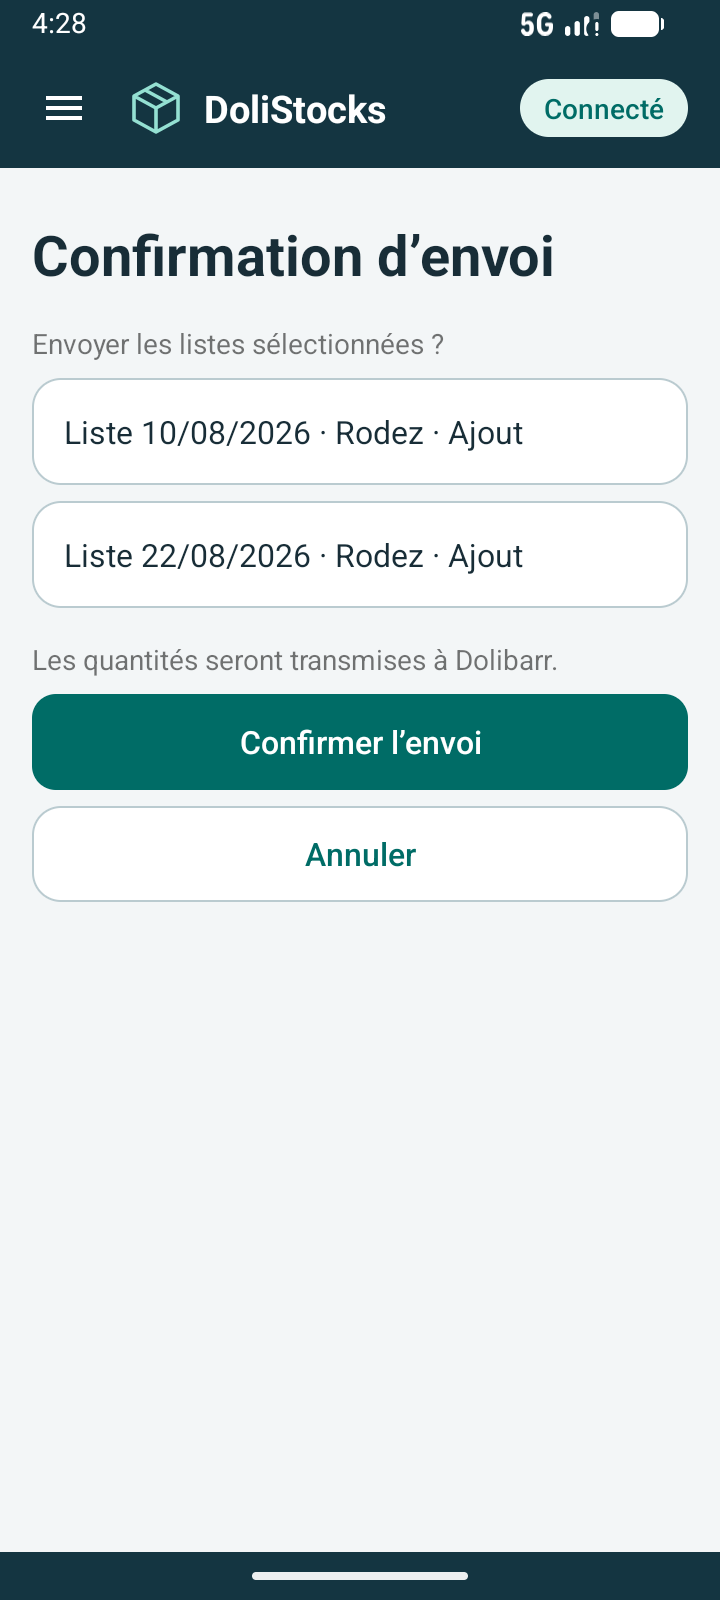 4:28
5G
DoliStocks
Connecté
Confirmation d’envoi
Envoyer les listes sélectionnées ?
Liste 10/08/2026 · Rodez · Ajout
Liste 22/08/2026 · Rodez · Ajout
Les quantités seront transmises à Dolibarr.
Confirmer l’envoi
Annuler